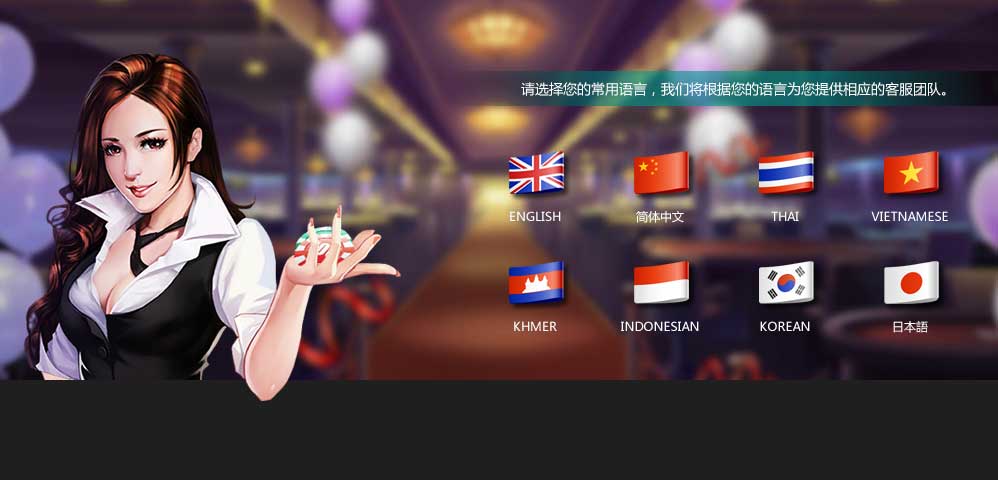 请选择您的常用语言，我们将根据您的语言为您提供相应的客服团队。
ENGLISH
简体中文
THAI
VIETNAMESE
KHMER
INDONESIAN
KOREAN
日本語